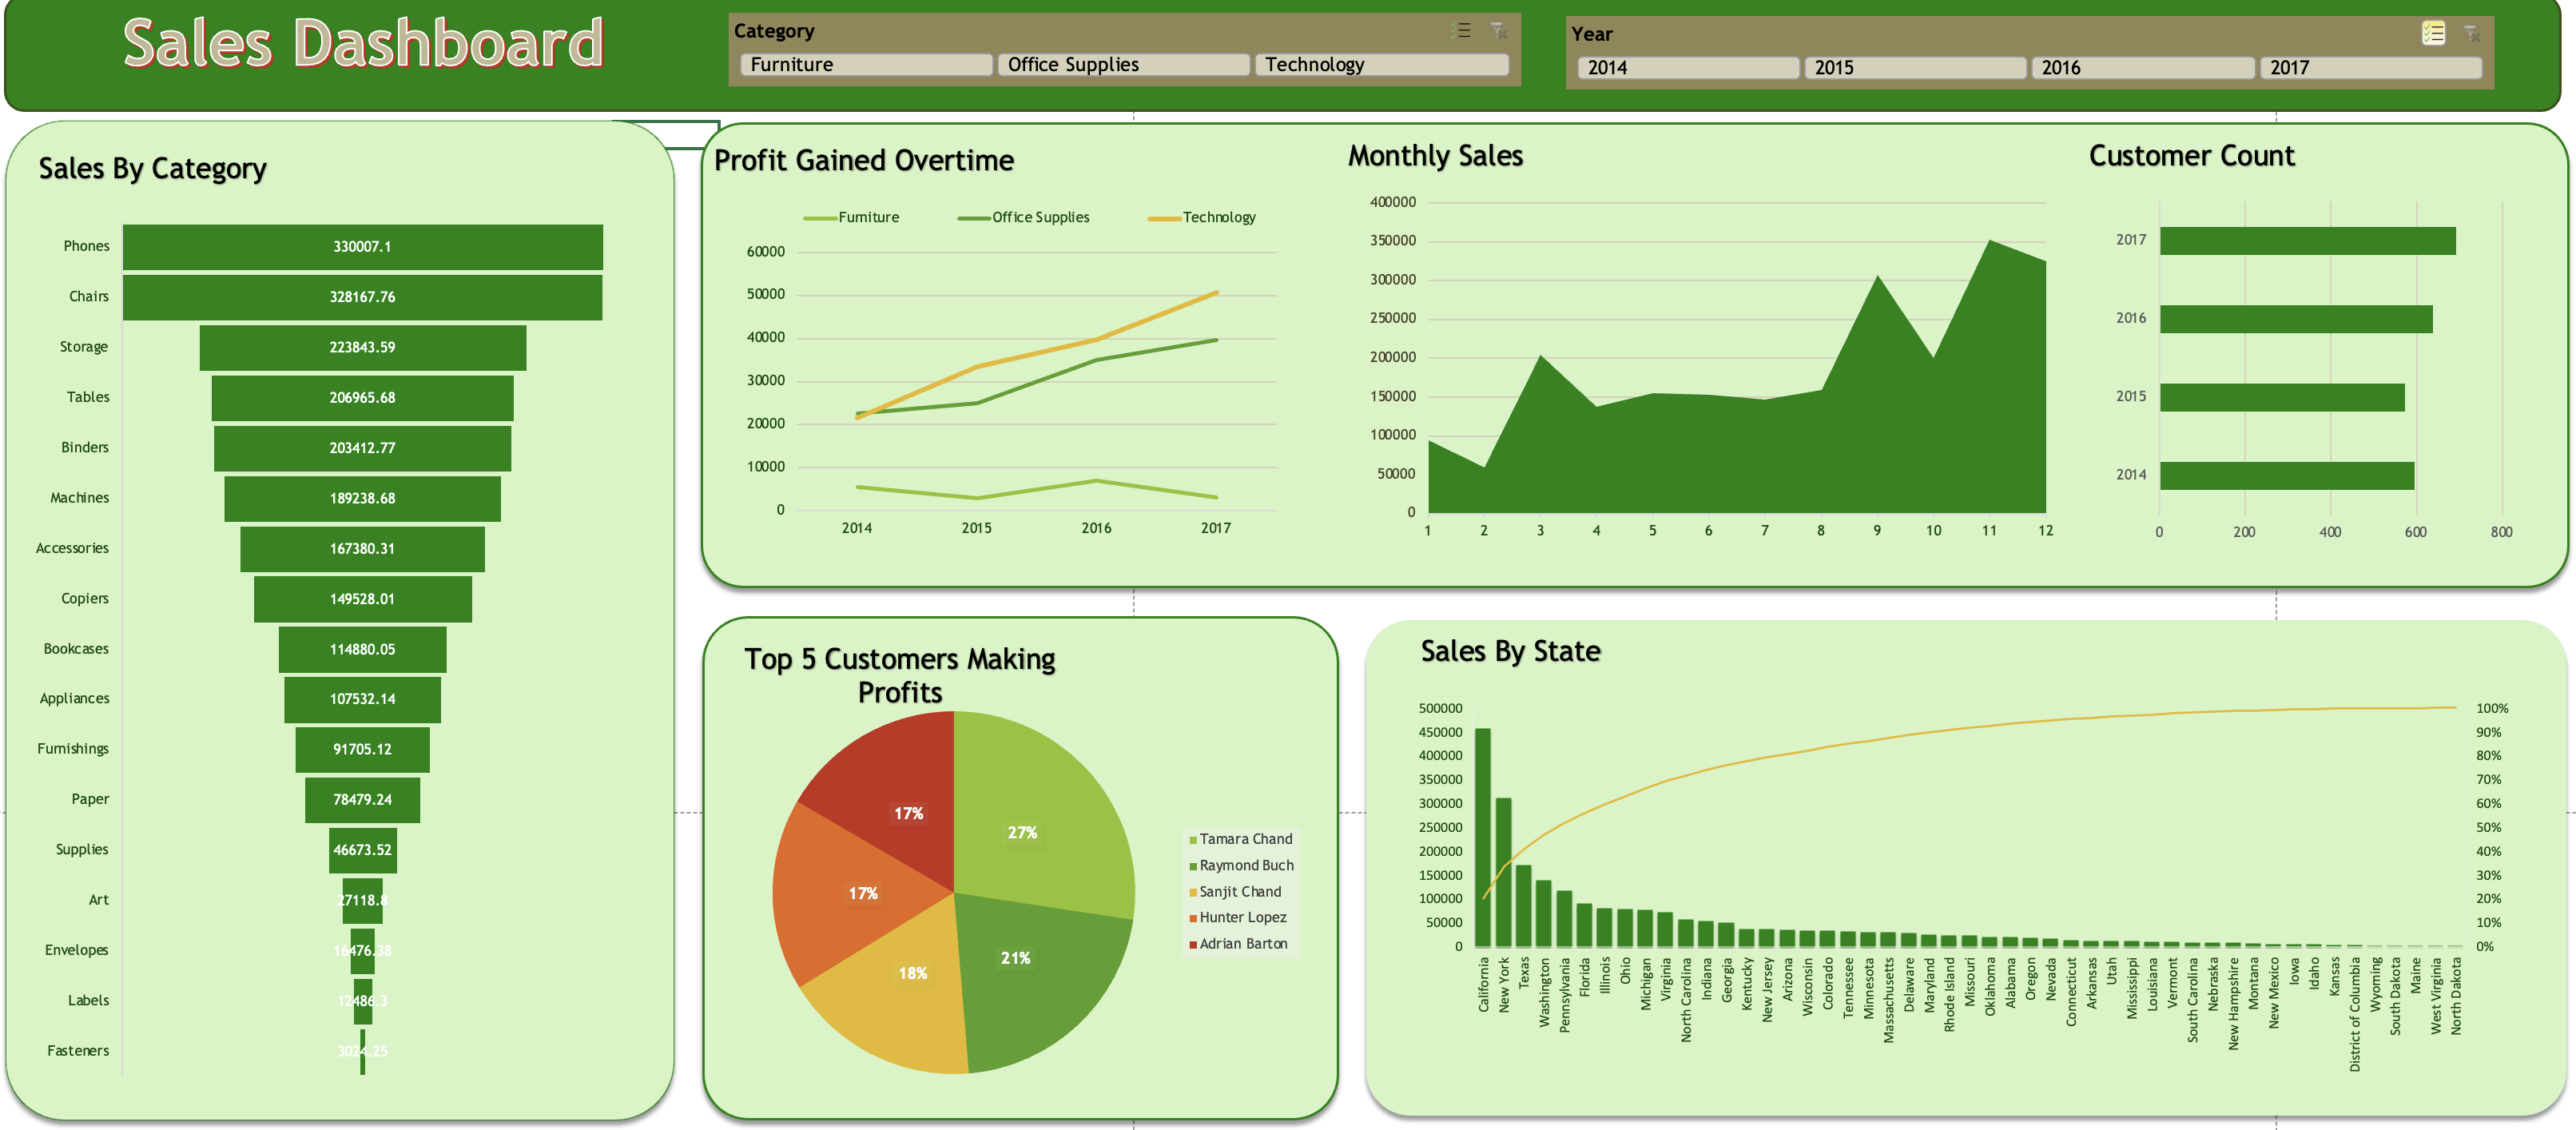 Sales Dashboard
Category
Furniture Office Supplies Technology
Year
2014 2015 2016 2017
Sales By Category
Phones 330007.1
Chairs 328167.76
Storage 223843.59
Tables 206965.68
Binders 203412.77
Machines 189238.68
Accessories 167380.31
Copiers 149528.01
Bookcases 114880.05
Appliances 107532.14
Furnishings 91705.12
Paper 78479.24
Supplies 46673.52
Art 27118.8
Envelopes 16476.38
Labels 12486.3
Fasteners 3024.25
Profit Gained Overtime
Furniture Office Supplies Technology
60000
50000
40000
30000
20000
10000
0
2014 2015 2016 2017
Monthly Sales
400000
350000
300000
250000
200000
150000
100000
50000
0
1 2 3 4 5 6 7 8 9 10 11 12
Customer Count
2017
2016
2015
2014
0 200 400 600 800
Top 5 Customers Making
Profits
27%
21%
18%
17%
17%
Tamara Chand
Raymond Buch
Sanjit Chand
Hunter Lopez
Adrian Barton
Sales By State
500000
450000
400000
350000
300000
250000
200000
150000
100000
50000
0
100%
90%
80%
70%
60%
50%
40%
30%
20%
10%
0%
California
New York
Texas
Washington
Pennsylvania
Florida
Illinois
Ohio
Michigan
Virginia
North Carolina
Indiana
Georgia
Kentucky
New Jersey
Arizona
Wisconsin
Colorado
Tennessee
Minnesota
Massachusetts
Delaware
Maryland
Rhode Island
Missouri
Oklahoma
Alabama
Oregon
Nevada
Connecticut
Arkansas
Utah
Mississippi
Louisiana
Vermont
South Carolina
Nebraska
New Hampshire
Montana
New Mexico
Iowa
Idaho
Kansas
District of Columbia
Wyoming
South Dakota
Maine
West Virginia
North Dakota